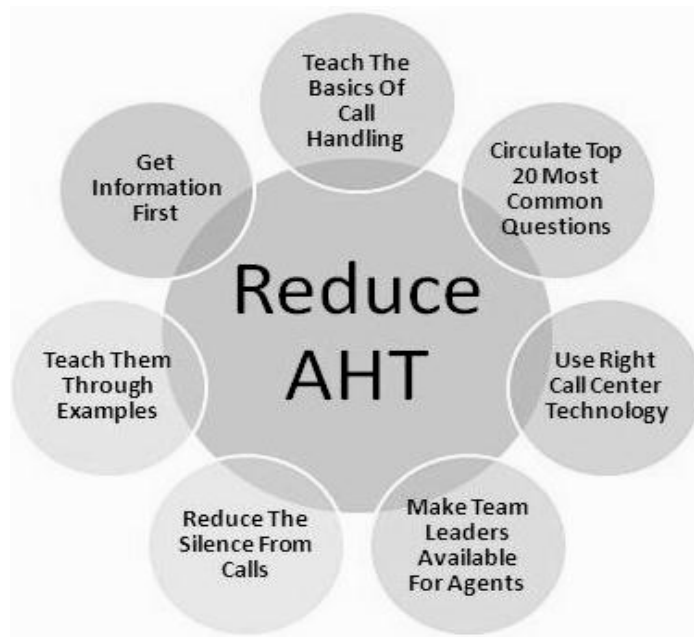 Teach The
Basics Of
Call
Handling
Circulate Top
20 Most
Common
Questions
Use Right
Call Center
Technology
Make Team
Leaders
Available
For Agents
Reduce The
Silence From
Calls
Teach Them
Through
Examples
Get
Information
First
Reduce
AHT